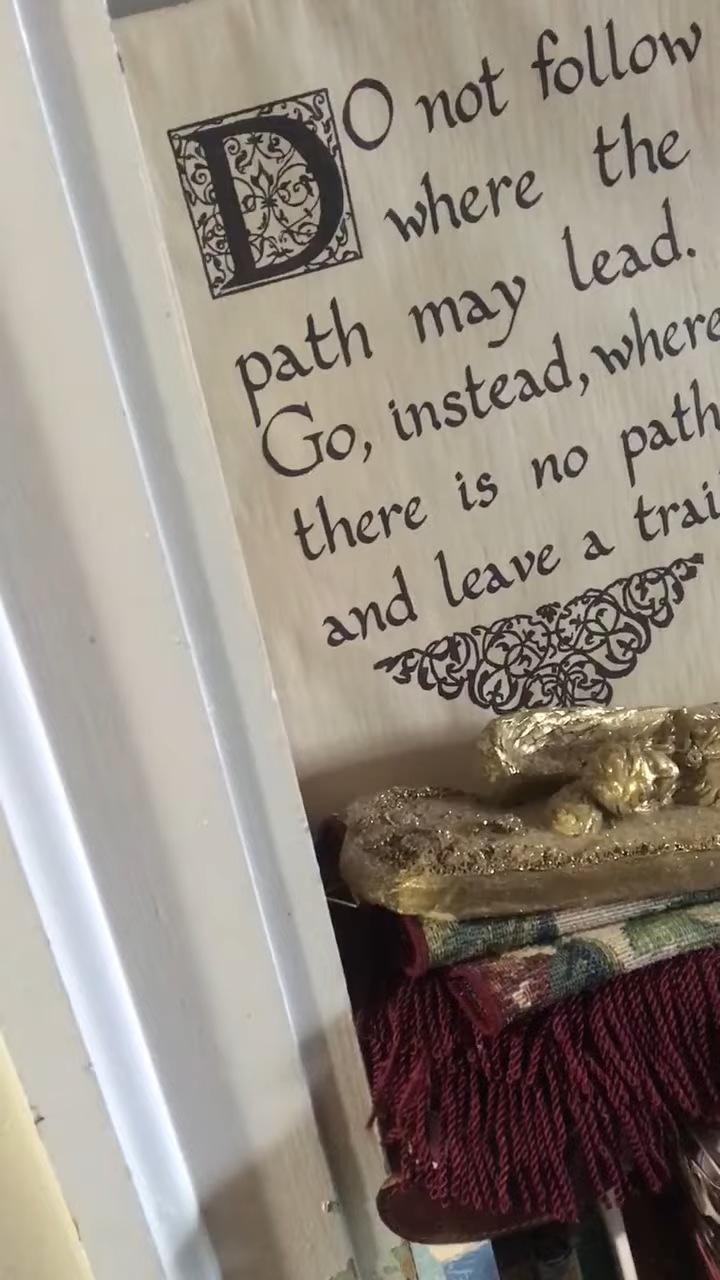 DO not follow
where the
path may lead.
Go, instead, where
there is no path
and leave a trai